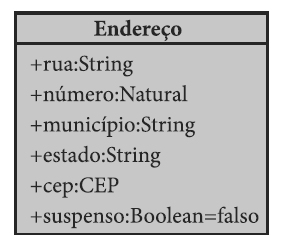 Endereço
+rua:String
+número:Natural
+município:String
+estado:String
+cep:CEP
+suspenso:Boolean=falso